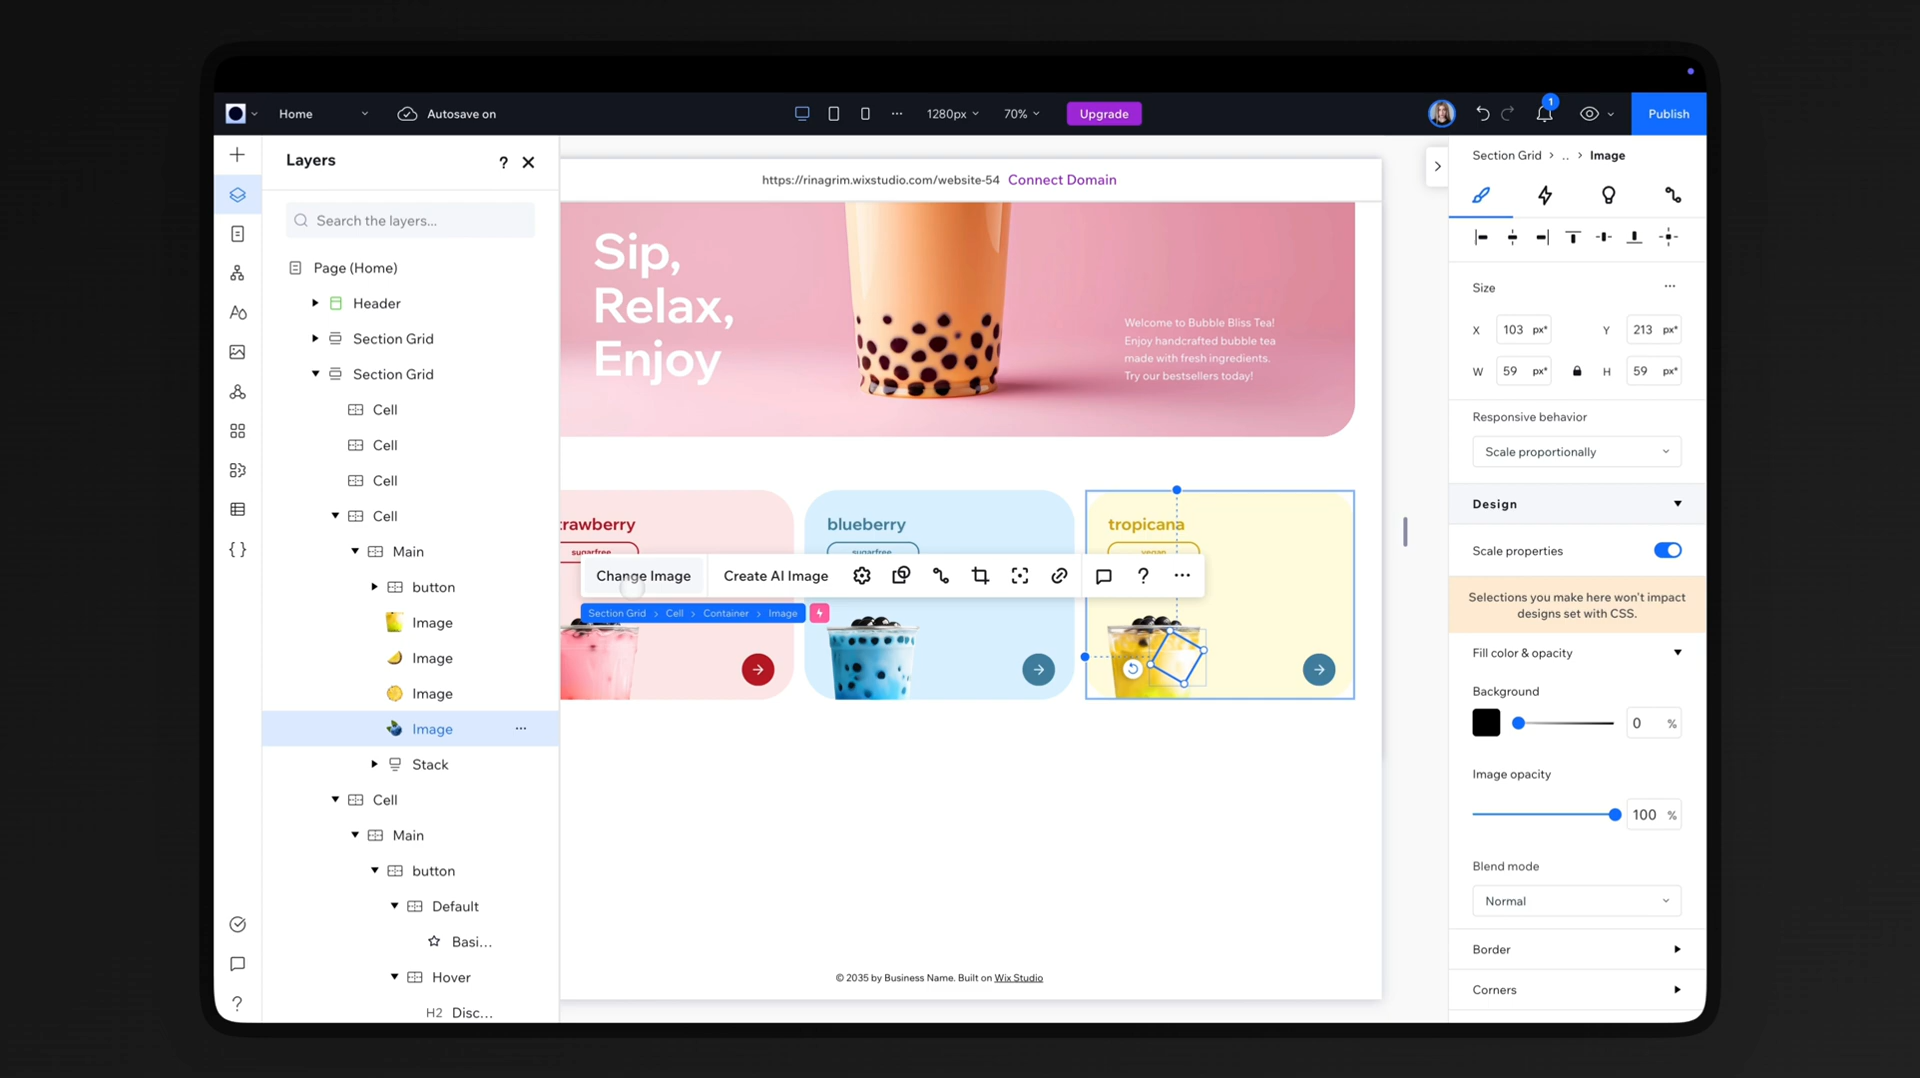 Home
Autosave on
1280px
70%
Upgrade
1
Publish
Layers
?
Search the layers...
Page (Home)
Header
Section Grid
Section Grid
Cell
Cell
Cell
Cell
Main
button
Image
Image
Image
Image
Stack
Cell
Main
button
Default
Basi...
Hover
H2 Disc...
?
https://rinagrim.wixstudio.com/website-54 Connect Domain
Sip,
Relax,
Enjoy
Welcome to Bubble Bliss Tea!
Enjoy handcrafted bubble tea
made with fresh ingredients.
Try our bestsellers today!
trawberry
sugarfree
blueberry
sugarfree
tropicana
vegan
Change Image
Create AI Image
?
Section Grid > Cell > Container > Image
© 2035 by Business Name. Built on Wix Studio
Section Grid > .. > Image
Size
X 103 px* Y 213 px*
W 59 px* H 59 px*
Responsive behavior
Scale proportionally
Design
Scale properties
Selections you make here won't impact
designs set with CSS.
Fill color & opacity
Background
0 %
Image opacity
100 %
Blend mode
Normal
Border
Corners